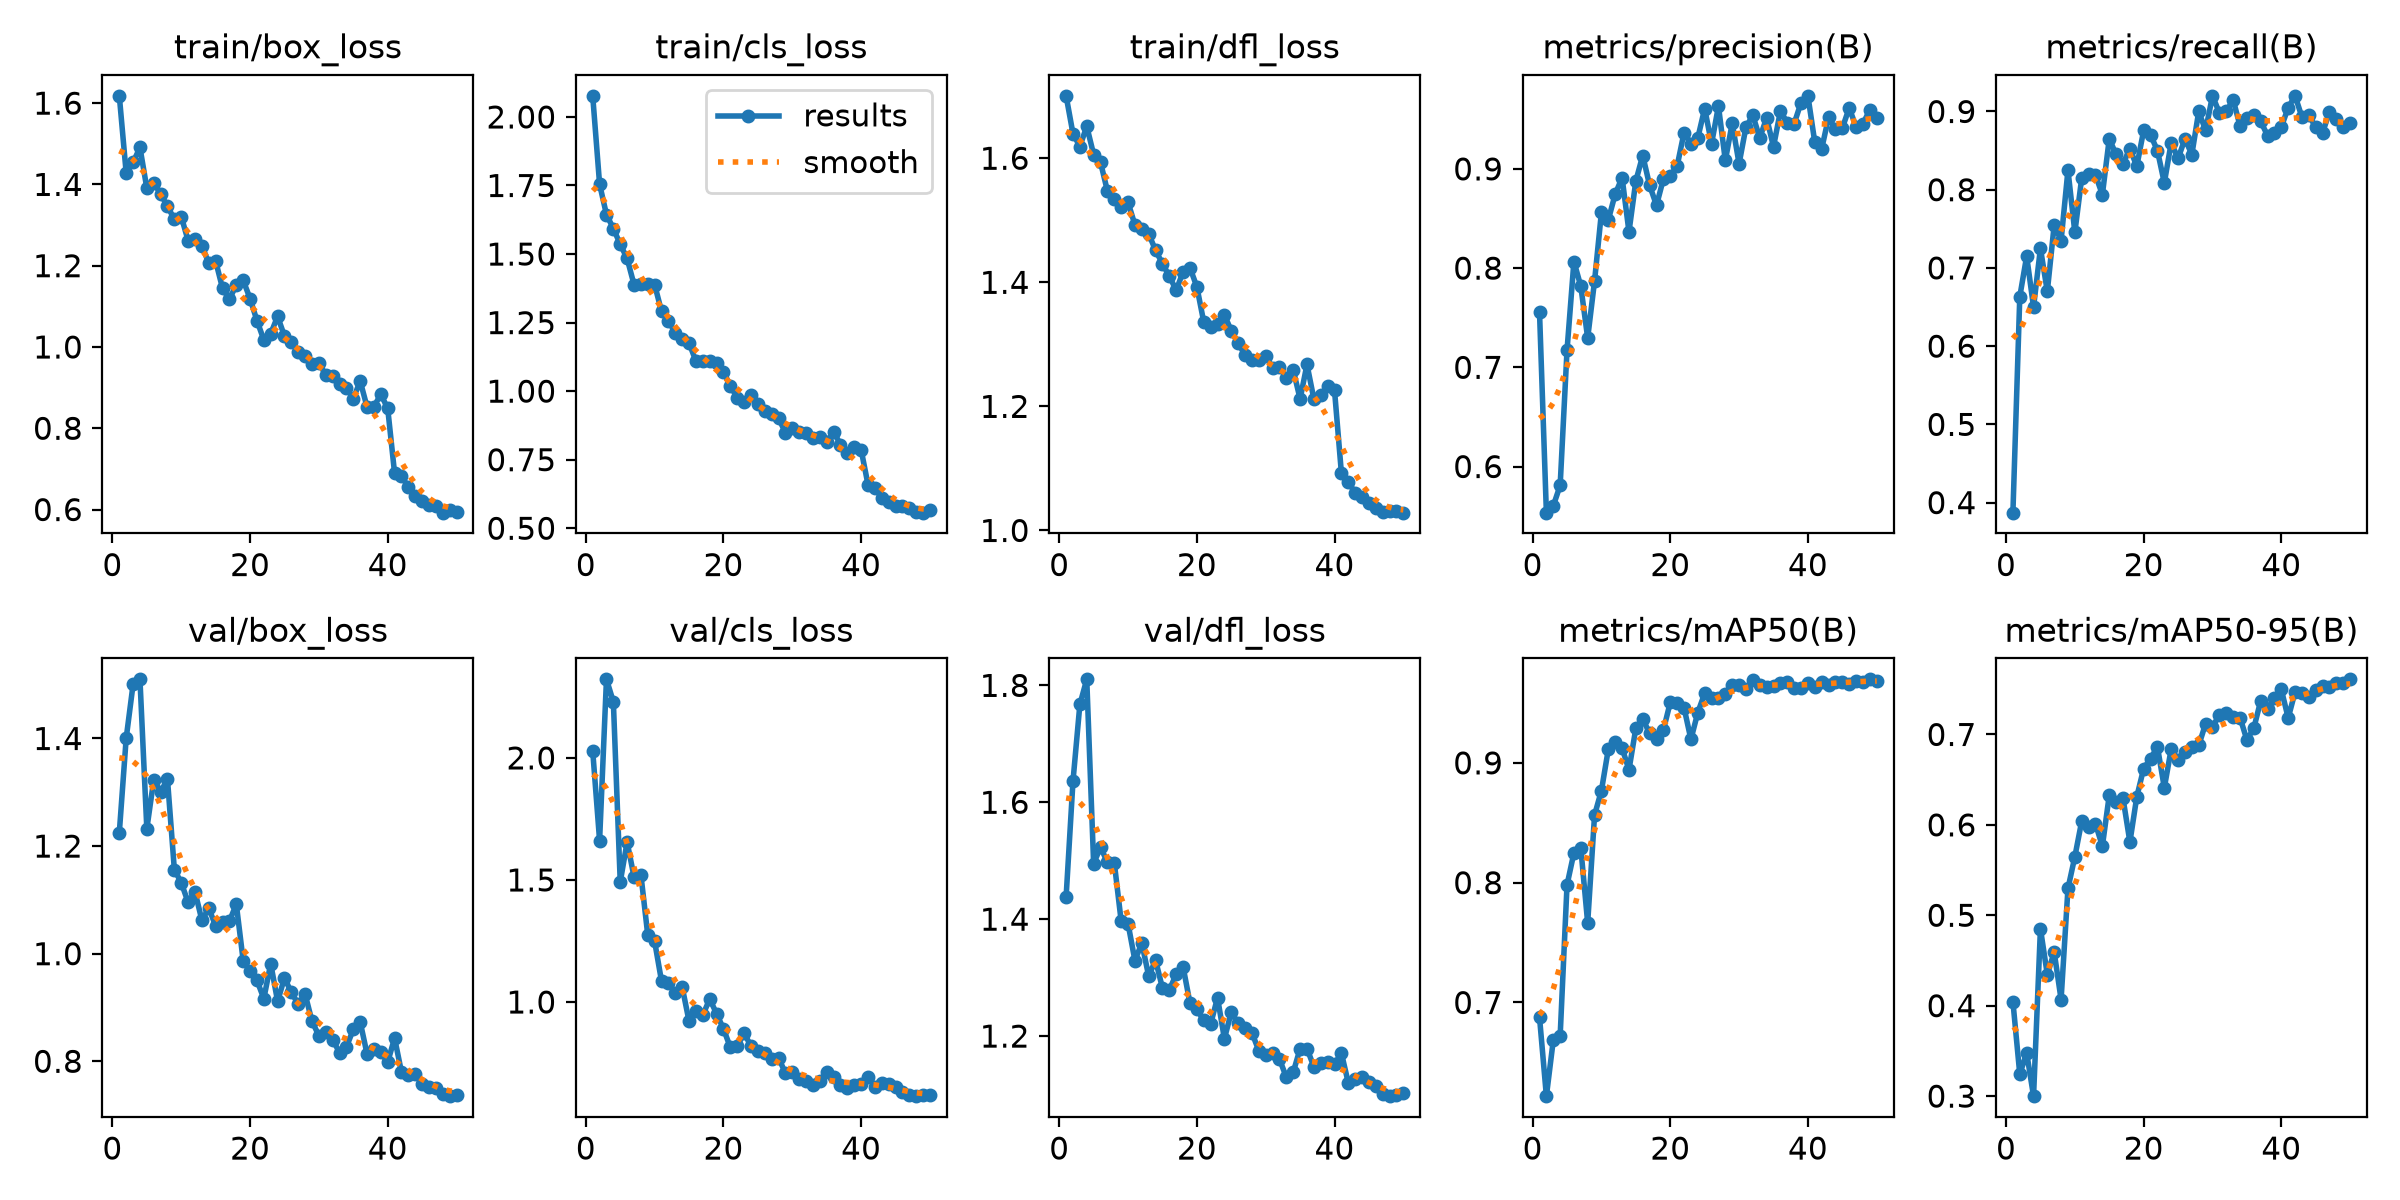 train/box_loss
train/cls_loss
train/dfl_loss
metrics/precision(B)
metrics/recall(B)
1.6
1.4
1.2
1.0
0.8
0.6
0 20 40
2.00
1.75
1.50
1.25
1.00
0.75
0.50
0 20 40
results
smooth
1.6
1.4
1.2
1.0
0 20 40
0.9
0.8
0.7
0.6
0 20 40
0.9
0.8
0.7
0.6
0.5
0.4
0 20 40
val/box_loss
val/cls_loss
val/dfl_loss
metrics/mAP50(B)
metrics/mAP50-95(B)
1.4
1.2
1.0
0.8
0 20 40
2.0
1.5
1.0
0 20 40
1.8
1.6
1.4
1.2
0 20 40
0.9
0.8
0.7
0 20 40
0.7
0.6
0.5
0.4
0.3
0 20 40